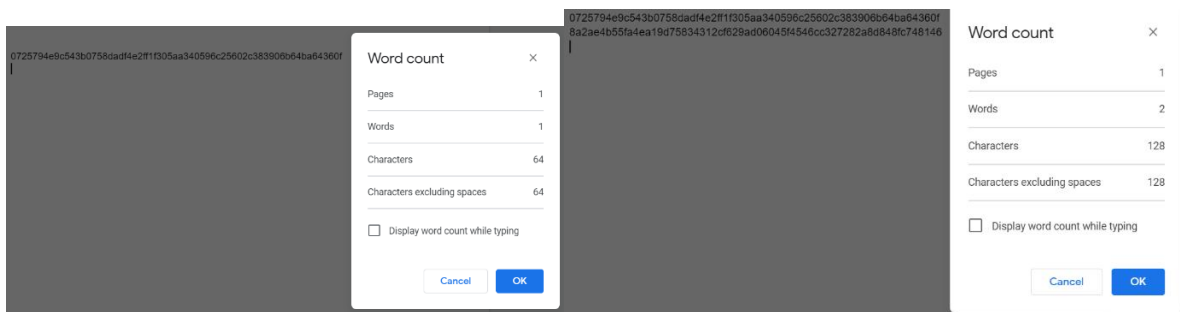 0725794e9c543b0758dadf4e2ff1f305aa340596c25602c383906b64ba64360f
Word count
Pages 1
Words 1
Characters 64
Characters excluding spaces 64
Display word count while typing
Cancel OK
0725794e9c543b0758dadf4e2ff1f305aa340596c25602c383906b64ba64360f
8a2ae4b55fa4ea19d75834312cf629ad06045f4546cc327282a8d848fc748146
Word count
Pages 1
Words 2
Characters 128
Characters excluding spaces 128
Display word count while typing
Cancel OK